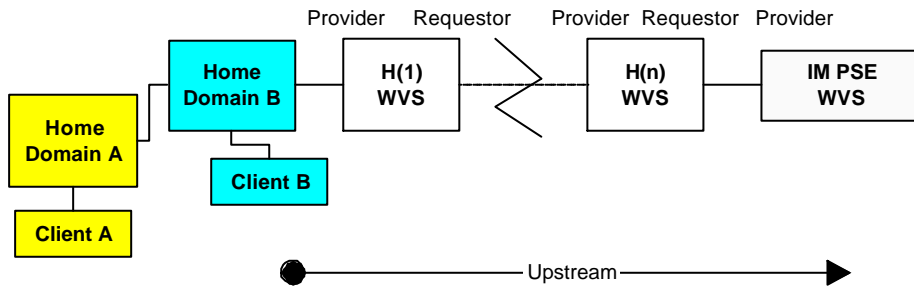 Provider Requestor Provider Requestor Provider
Home
Domain B
H(1)
WVS
H(n)
WVS
IM PSE
WVS
Home
Domain A
Client B
Client A
Upstream